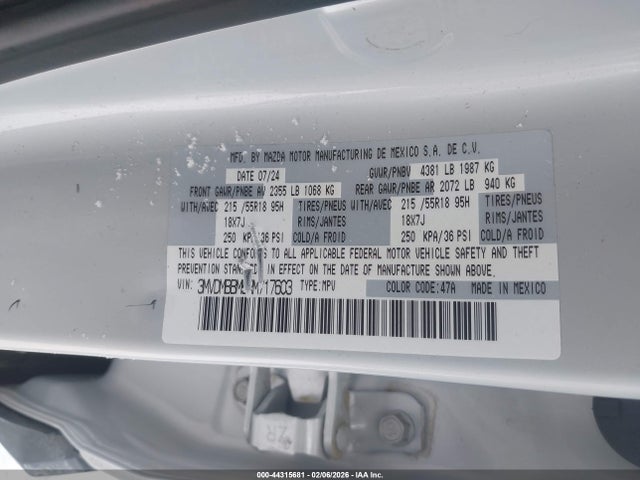 MFD. BY MAZDA MOTOR MANUFACTURING DE MEXICO S.A. DE C.V.
DATE 07/24 GVWR/PNBV 4381 LB 1987 KG
FRONT GAWR/PNBE AV 2355 LB 1068 KG REAR GAWR/PNBE AR 2072 LB 940 KG
WITH/AVEC 215 /55R18 95H TIRES/PNEUS WITH/AVEC 215 /55R18 95H TIRES/PNEUS
18X7J RIMS/JANTES 18X7J RIMS/JANTES
250 KPA/36 PSI COLD/A FROID 250 KPA/36 PSI COLD/A FROID
THIS VEHICLE CONFORMS TO ALL APPLICABLE FEDERAL MOTOR VEHICLE SAFETY AND THEFT
PREVENTION STANDARDS IN EFFECT ON THE DATE OF MANUFACTURE SHOWN ABOVE.
VIN: TYPE: MPV COLOR CODE:47A MADE IN MEXICO
2R
000-44315681 - 02/06/2026 - IAA Inc.